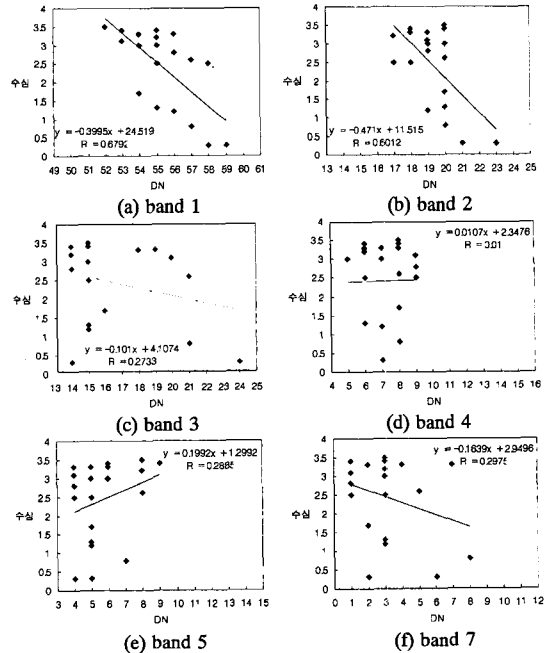 4
3.5
3
수심 2.5
2
1.5
1
0.5
0
y = -0.3995x + 24.519
R = 0.6792
49 50 51 52 53 54 55 56 57 58 59 60 61
DN
(a) band 1
4
3.5
3
수심 2.5
2
1.5
1
0.5
0
y = -0.471x + 11.515
R = 0.6012
13 14 15 16 17 18 19 20 21 22 23 24 25
DN
(b) band 2
4
3.5
3
수심 2.5
2
1.5
1
0.5
0
y = -0.101x + 4.1074
R = 0.2733
13 14 15 16 17 18 19 20 21 22 23 24 25
DN
(c) band 3
4
3.5
3
수심 2.5
2
1.5
1
0.5
0
y = 0.0107x + 2.3476
R = 0.01
4 5 6 7 8 9 10 11 12 13 14 15 16
DN
(d) band 4
4
3.5
3
2.5
수심 2
1.5
1
0.5
0
y = 0.1992x + 1.2992
3 4 5 6 7 8 9 10 11 12 13 14 15
DN
(e) band 5
4
3.5
3
2.5
수심 2
1.5
1
0.5
0
y = -0.1639x + 2.9496
R = 0.2975
0 1 2 3 4 5 6 7 8 9 10 11 12
DN
(f) band 7